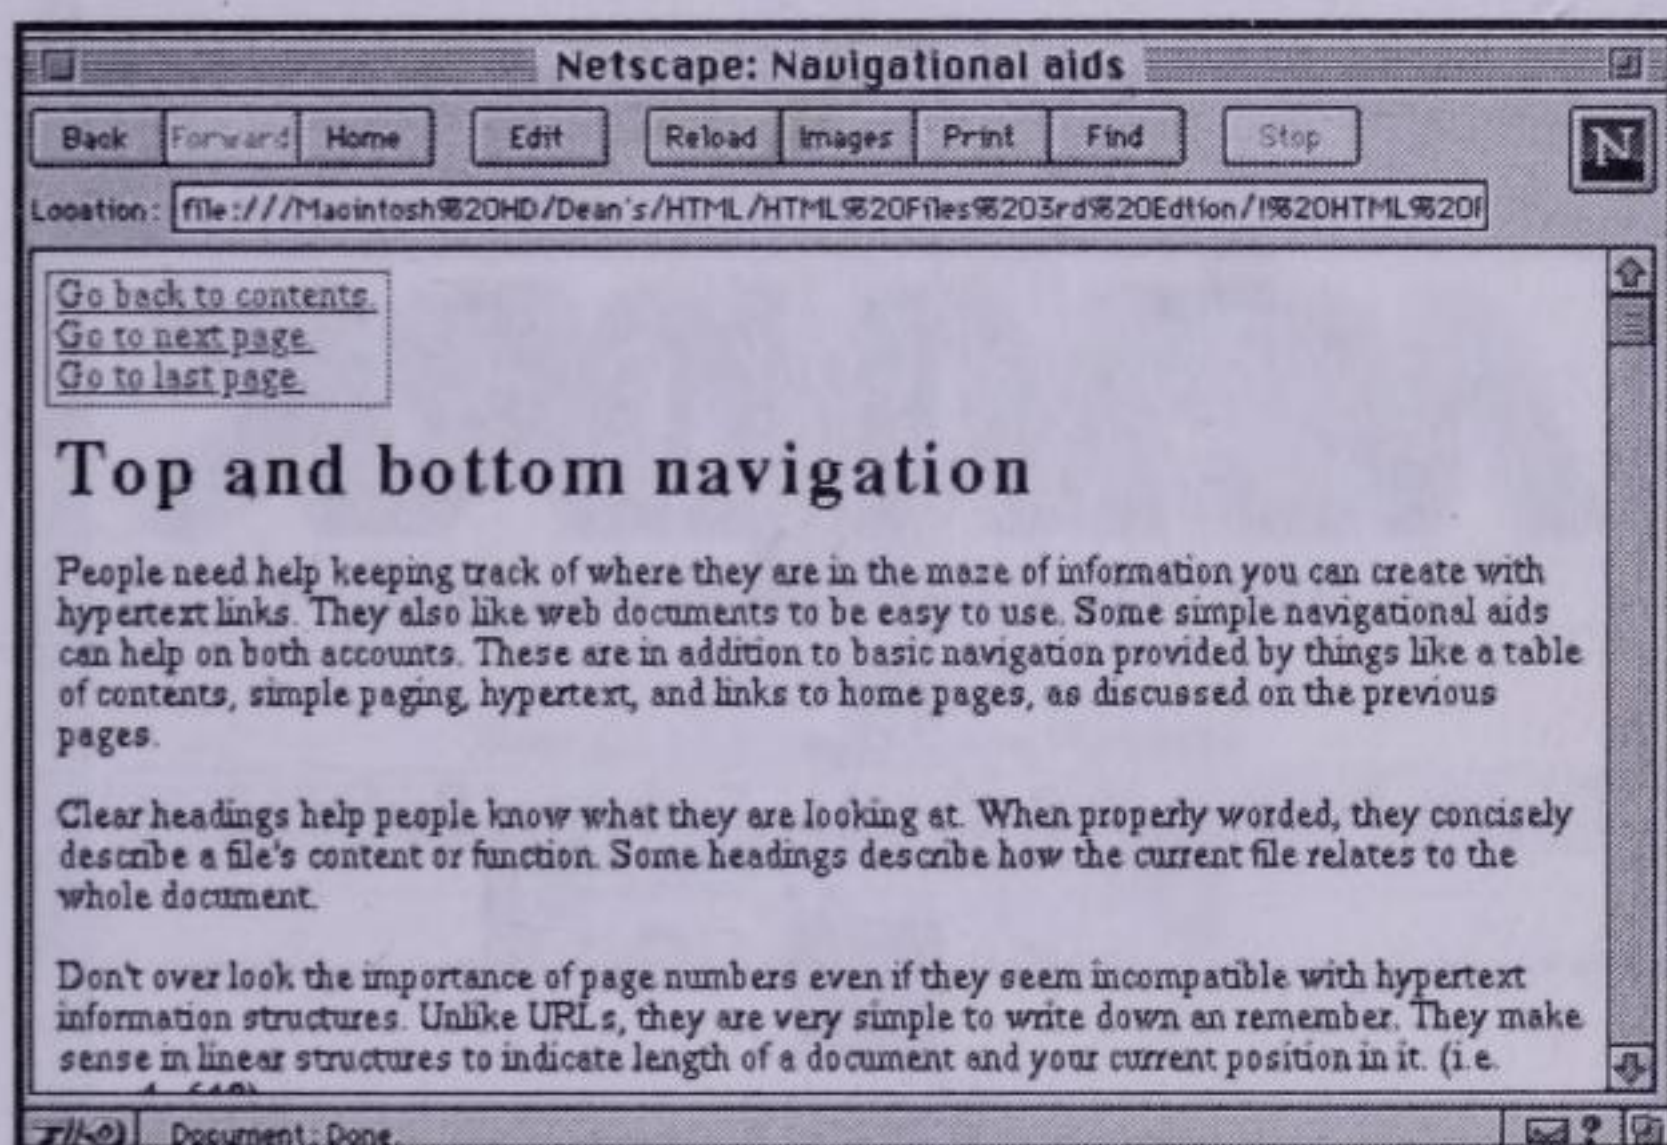 Netscape: Navigational aids
Back Forward Home Edit Reload Images Print Find Stop
N
Location: file:///Macintosh%20HD/Dean's/HTML/HTML%20Files%203rd%20Edtion/!%20HTML%20F
Go back to contents.
Go to next page.
Go to last page.
Top and bottom navigation
People need help keeping track of where they are in the maze of information you can create with
hypertext links. They also like web documents to be easy to use. Some simple navigational aids
can help on both accounts. These are in addition to basic navigation provided by things like a table
of contents, simple paging, hypertext, and links to home pages, as discussed on the previous
pages.
Clear headings help people know what they are looking at. When properly worded, they concisely
describe a file's content or function. Some headings describe how the current file relates to the
whole document.
Don't over look the importance of page numbers even if they seem incompatible with hypertext
information structures. Unlike URLs, they are very simple to write down an remember. They make
sense in linear structures to indicate length of a document and your current position in it. (i.e.
Document: Done.
?